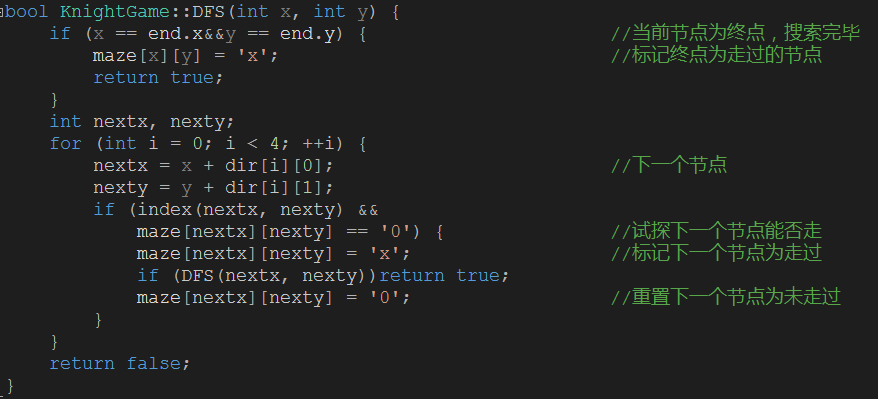 bool KnightGame::DFS(int x, int y) {
    if (x == end.x&&y == end.y) {                      //当前节点为终点，搜索完毕
        maze[x][y] = 'x';                              //标记终点为走过的节点
        return true;
    }
    int nextx, nexty;
    for (int i = 0; i < 4; ++i) {
        nextx = x + dir[i][0];                         //下一个节点
        nexty = y + dir[i][1];
        if (index(nextx, nexty) &&
            maze[nextx][nexty] == '0') {               //试探下一个节点能否走
            maze[nextx][nexty] = 'x';                  //标记下一个节点为走过
            if (DFS(nextx, nexty))return true;
            maze[nextx][nexty] = '0';                  //重置下一个节点为未走过
        }
    }
    return false;
}